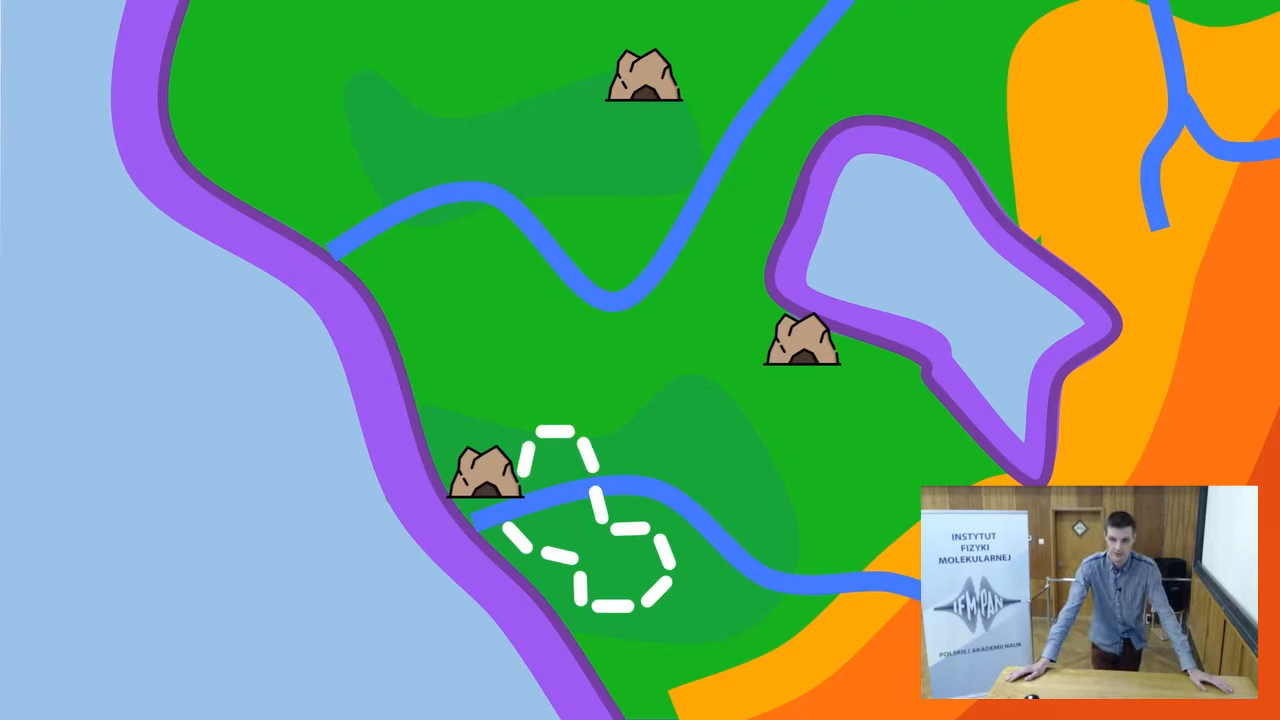 INSTYTUT
FIZYKI
MOLEKULARNEJ
IFM PAN
POLSKIEJ AKADEMII NAUK